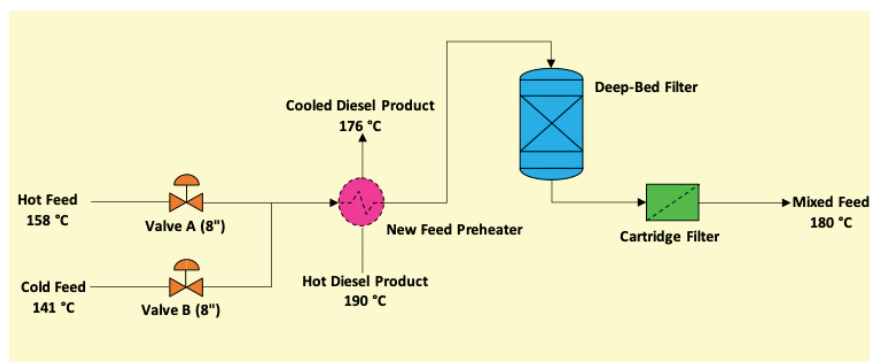 Cooled Diesel Product
176 °C
Deep-Bed Filter
Hot Feed
158 °C
Valve A (8")
New Feed Preheater
Cartridge Filter
Mixed Feed
180 °C
Cold Feed
141 °C
Valve B (8")
Hot Diesel Product
190 °C